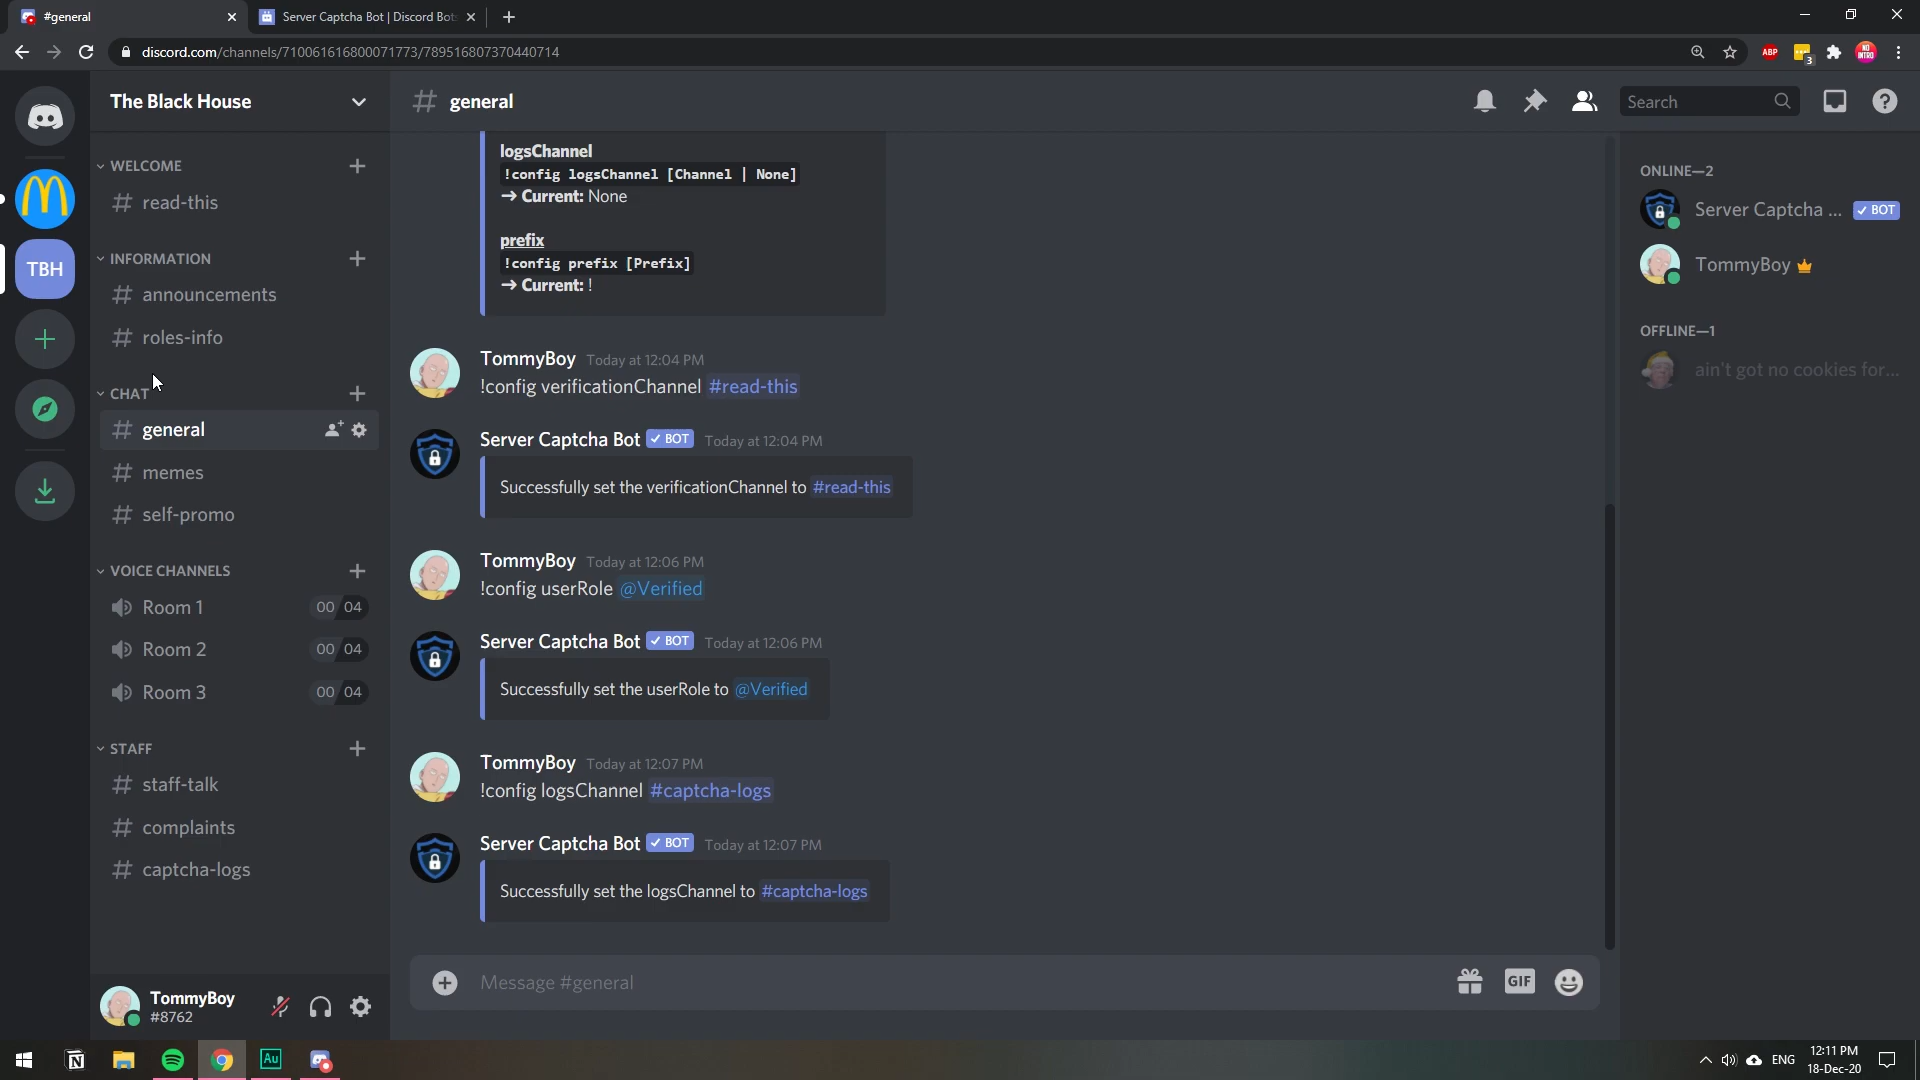 #general
Server Captcha Bot | Discord Bots
discord.com/channels/710061616800071773/789516807370440714
ABP
3
NO INTRO
The Black House
general
Search
WELCOME
read-this
INFORMATION
announcements
roles-info
CHAT
general
memes
self-promo
VOICE CHANNELS
Room 1
00 04
Room 2
00 04
Room 3
00 04
STAFF
staff-talk
complaints
captcha-logs
TBH
TommyBoy
#8762
logsChannel
!config logsChannel [Channel | None]
→ Current: None
prefix
!config prefix [Prefix]
→ Current: !
TommyBoy Today at 12:04 PM
!config verificationChannel #read-this
Server Captcha Bot ✓ BOT Today at 12:04 PM
Successfully set the verificationChannel to #read-this
TommyBoy Today at 12:06 PM
!config userRole @Verified
Server Captcha Bot ✓ BOT Today at 12:06 PM
Successfully set the userRole to @Verified
TommyBoy Today at 12:07 PM
!config logsChannel #captcha-logs
Server Captcha Bot ✓ BOT Today at 12:07 PM
Successfully set the logsChannel to #captcha-logs
Message #general
GIF
ONLINE—2
Server Captcha ... ✓ BOT
TommyBoy
OFFLINE—1
ain't got no cookies for...
Au
ENG
12:11 PM
18-Dec-20